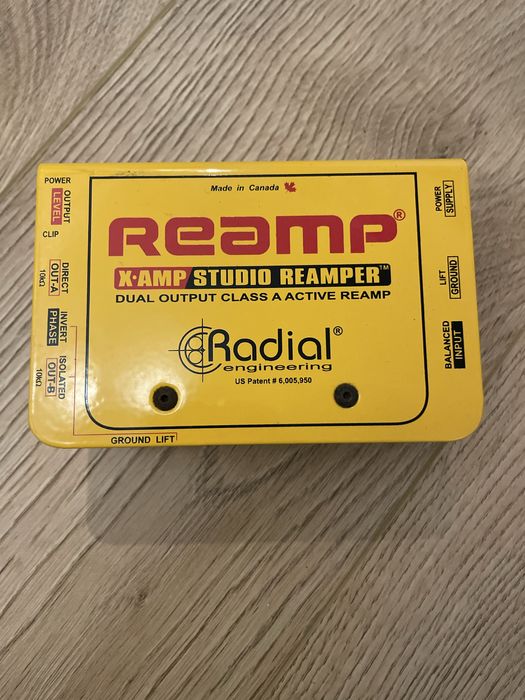 Made in Canada
Reamp®
X·AMP STUDIO REAMPER™
DUAL OUTPUT CLASS A ACTIVE REAMP
Radial®
engineering
US Patent # 6,005,950
POWER
OUTPUT
LEVEL
CLIP
DIRECT
OUT-A
10kΩ
INVERT
PHASE
ISOLATED
OUT-B
10kΩ
GROUND LIFT
POWER
SUPPLY
LIFT
GROUND
BALANCED
INPUT